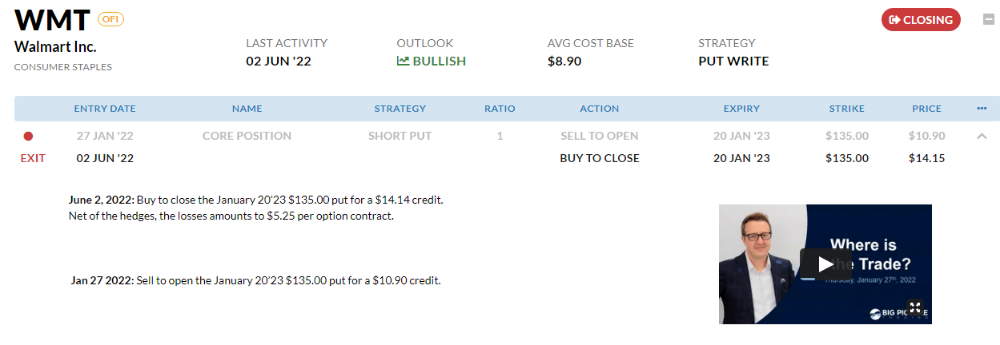 WMT OFI
CLOSING
Walmart Inc.
CONSUMER STAPLES
LAST ACTIVITY OUTLOOK AVG COST BASE STRATEGY
02 JUN '22 BULLISH $8.90 PUT WRITE
ENTRY DATE NAME STRATEGY RATIO ACTION EXPIRY STRIKE PRICE
27 JAN '22 CORE POSITION SHORT PUT 1 SELL TO OPEN 20 JAN '23 $135.00 $10.90
EXIT 02 JUN '22 BUY TO CLOSE 20 JAN '23 $135.00 $14.15
June 2, 2022: Buy to close the January 20'23 $135.00 put for a $14.14 credit.
Net of the hedges, the losses amounts to $5.25 per option contract.
Jan 27 2022: Sell to open the January 20'23 $135.00 put for a $10.90 credit.
Where is
Trade?
Thursday, January 27th, 2022
BIG